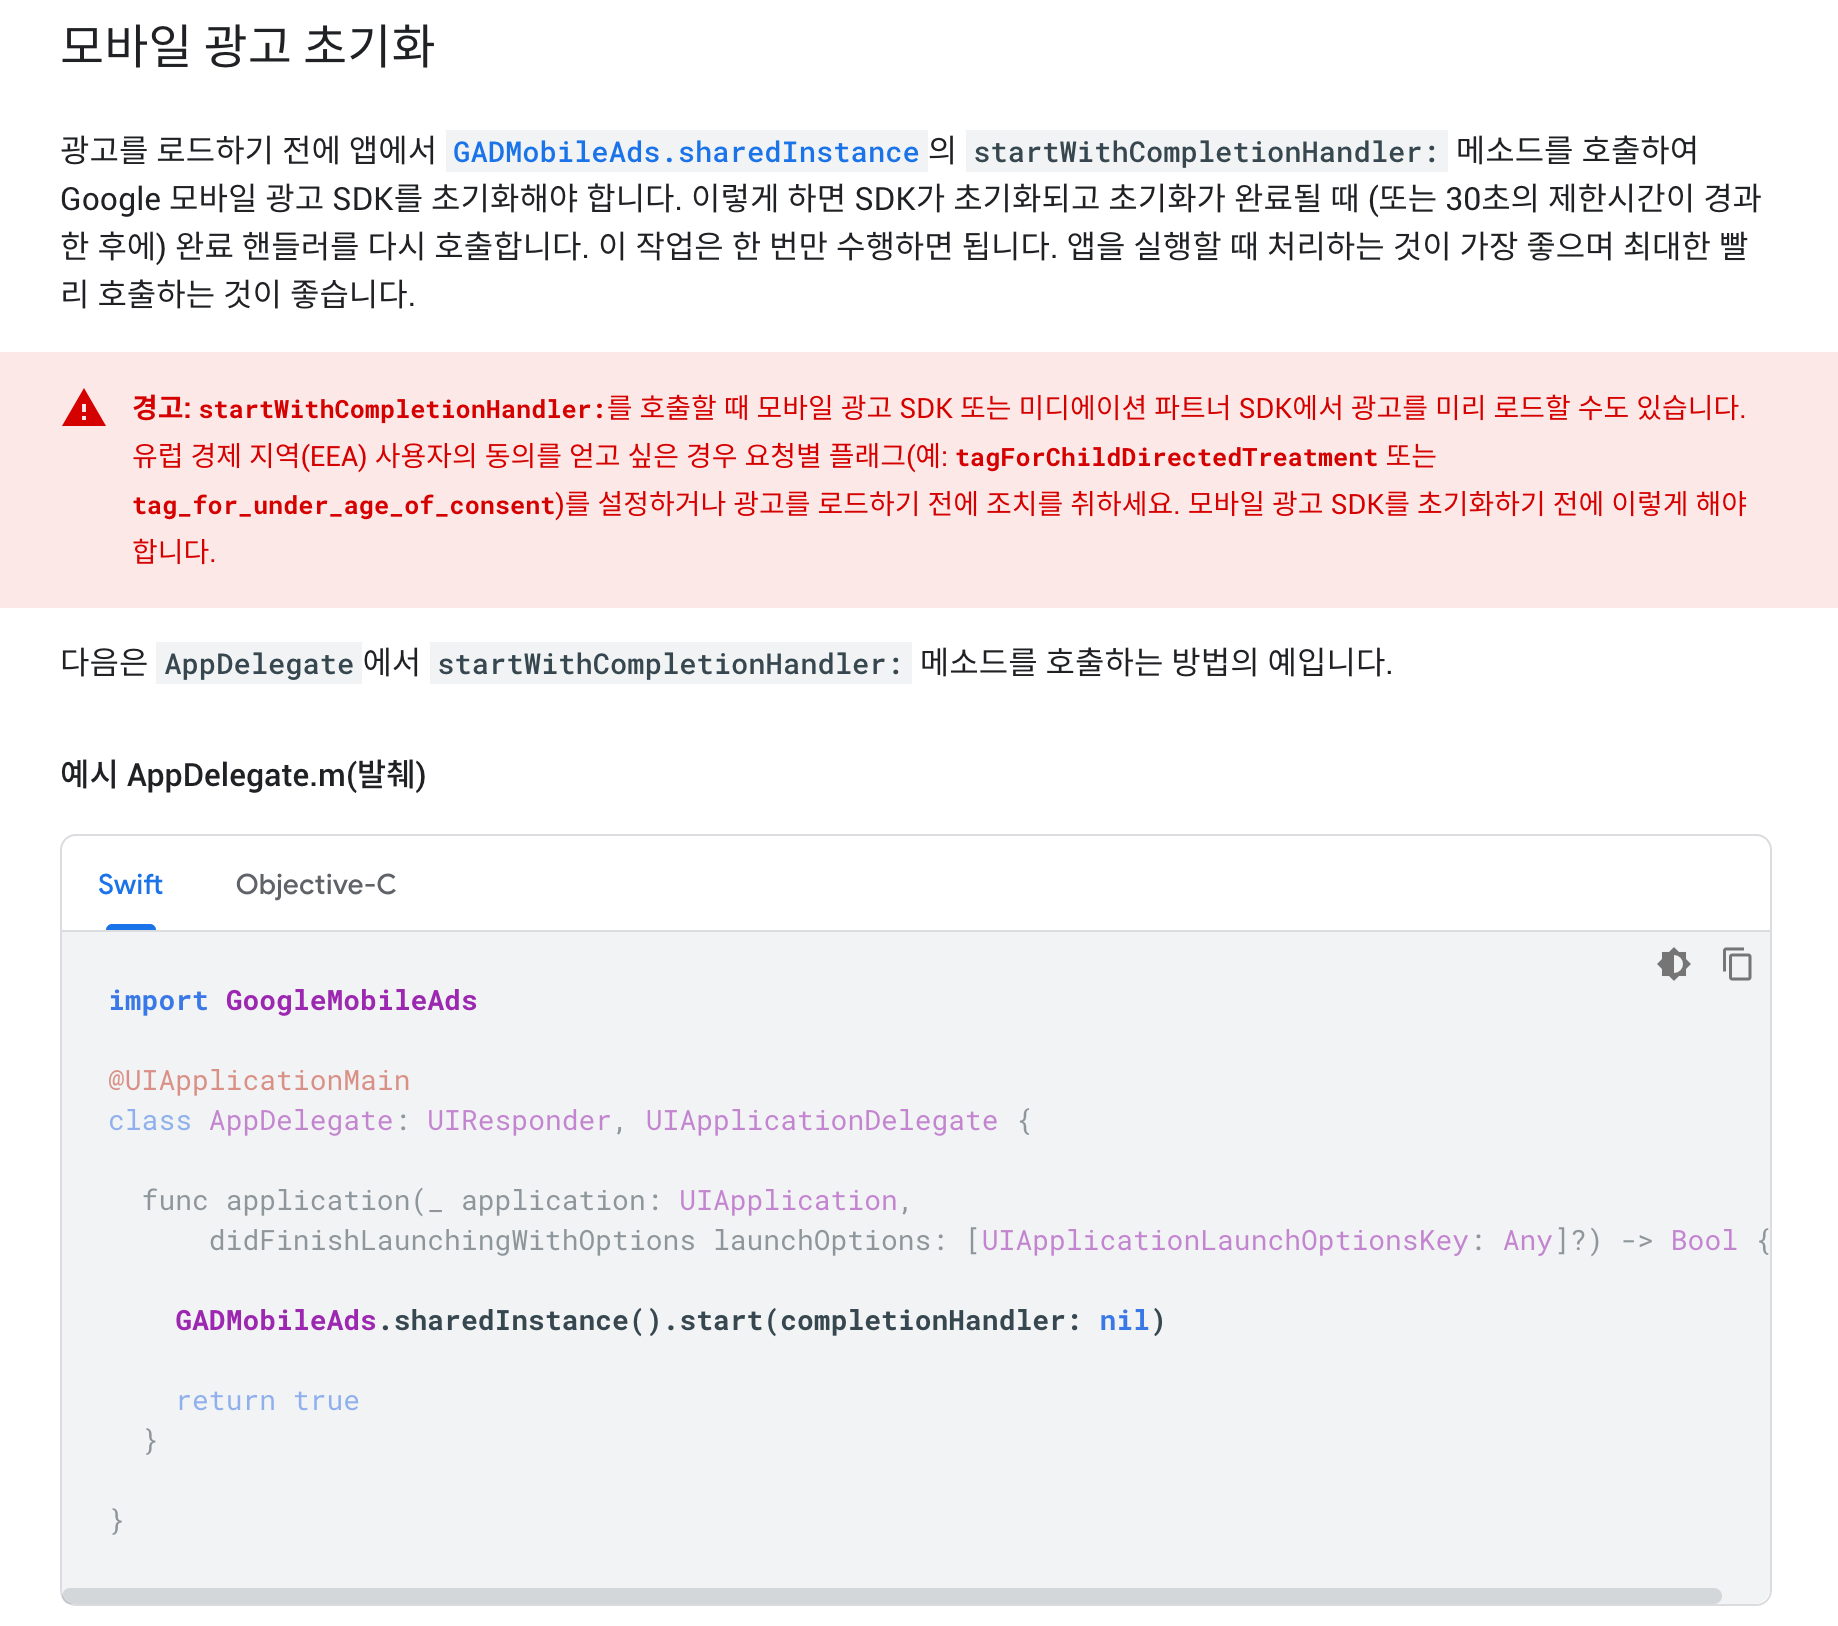 모바일 광고 초기화
광고를 로드하기 전에 앱에서 GADMobileAds.sharedInstance의 startWithCompletionHandler: 메소드를 호출하여
Google 모바일 광고 SDK를 초기화해야 합니다. 이렇게 하면 SDK가 초기화되고 초기화가 완료될 때 (또는 30초의 제한시간이 경과
한 후에) 완료 핸들러를 다시 호출합니다. 이 작업은 한 번만 수행하면 됩니다. 앱을 실행할 때 처리하는 것이 가장 좋으며 최대한 빨
리 호출하는 것이 좋습니다.
경고: startWithCompletionHandler:를 호출할 때 모바일 광고 SDK 또는 미디에이션 파트너 SDK에서 광고를 미리 로드할 수도 있습니다.
유럽 경제 지역(EEA) 사용자의 동의를 얻고 싶은 경우 요청별 플래그(예: tagForChildDirectedTreatment 또는
tag_for_under_age_of_consent)를 설정하거나 광고를 로드하기 전에 조치를 취하세요. 모바일 광고 SDK를 초기화하기 전에 이렇게 해야
합니다.
다음은 AppDelegate에서 startWithCompletionHandler: 메소드를 호출하는 방법의 예입니다.
예시 AppDelegate.m(발췌)
Swift Objective-C
import GoogleMobileAds
@UIApplicationMain
class AppDelegate: UIResponder, UIApplicationDelegate {
func application(_ application: UIApplication,
didFinishLaunchingWithOptions launchOptions: [UIApplicationLaunchOptionsKey: Any]?) -> Bool {
GADMobileAds.sharedInstance().start(completionHandler: nil)
return true
}
}